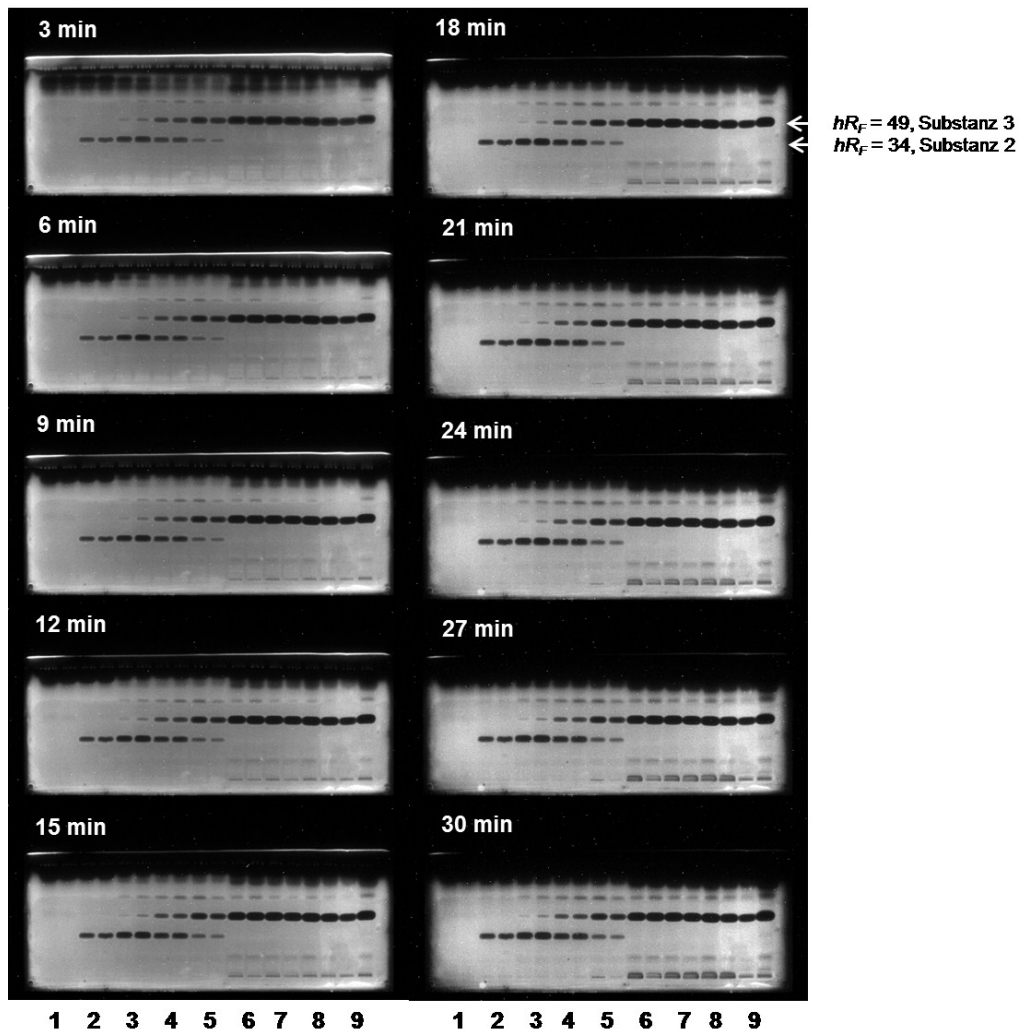 3 min
18 min
hRF = 49, Substanz 3
hRF = 34, Substanz 2
6 min
21 min
9 min
24 min
12 min
27 min
15 min
30 min
1 2 3 4 5 6 7 8 9
1 2 3 4 5 6 7 8 9